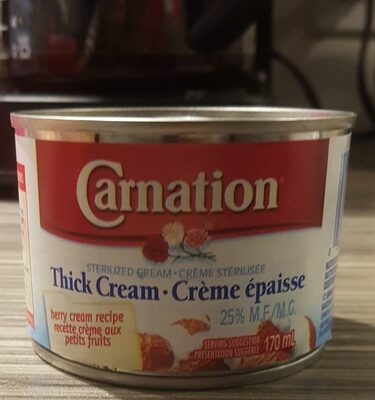 Carnation
STERILIZED CREAM • CRÈME STÉRILISÉE
Thick Cream • Crème épaisse
25% M.F./M.G.
berry cream recipe
recette crème aux
petits fruits
SERVING SUGGESTION
PRÉSENTATION SUGGÉRÉE
170 mL